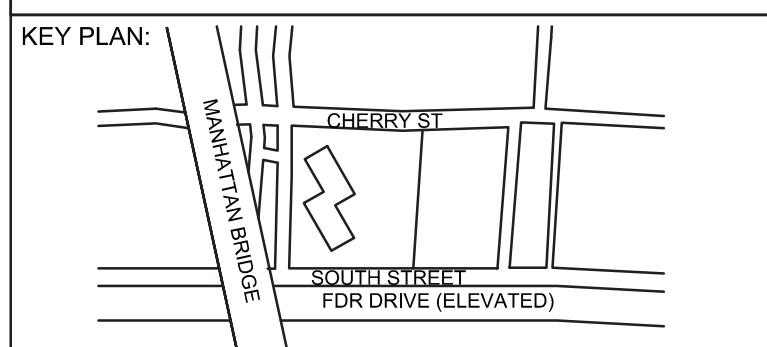 KEY PLAN:
MANHATTAN BRIDGE
CHERRY ST
SOUTH STREET
FDR DRIVE (ELEVATED)